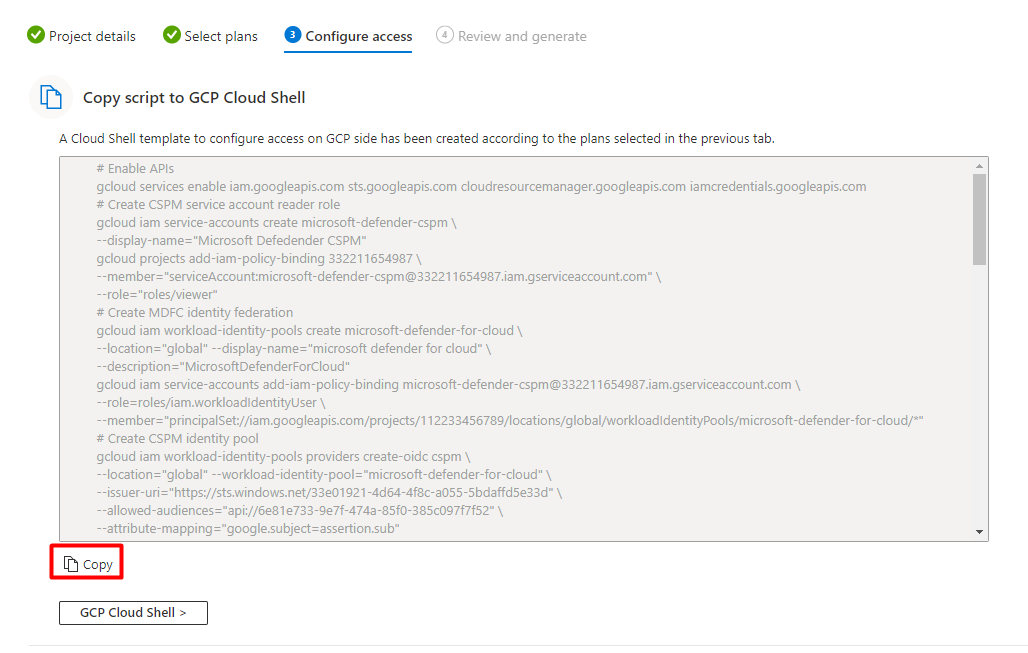 Project details Select plans 3 Configure access 4 Review and generate
Copy script to GCP Cloud Shell
A Cloud Shell template to configure access on GCP side has been created according to the plans selected in the previous tab.
# Enable APIs
gcloud services enable iam.googleapis.com sts.googleapis.com cloudresourcemanager.googleapis.com iamcredentials.googleapis.com
# Create CSPM service account reader role
gcloud iam service-accounts create microsoft-defender-cspm \
--display-name="Microsoft Defedender CSPM"
gcloud projects add-iam-policy-binding 332211654987 \
--member="serviceAccount:microsoft-defender-cspm@332211654987.iam.gserviceaccount.com" \
--role="roles/viewer"
# Create MDFC identity federation
gcloud iam workload-identity-pools create microsoft-defender-for-cloud \
--location="global" --display-name="microsoft defender for cloud" \
--description="MicrosoftDefenderForCloud"
gcloud iam service-accounts add-iam-policy-binding microsoft-defender-cspm@332211654987.iam.gserviceaccount.com \
--role=roles/iam.workloadIdentityUser \
--member="principalSet://iam.googleapis.com/projects/112233456789/locations/global/workloadIdentityPools/microsoft-defender-for-cloud/*"
# Create CSPM identity pool
gcloud iam workload-identity-pools providers create-oidc cspm \
--location="global" --workload-identity-pool="microsoft-defender-for-cloud" \
--issuer-uri="https://sts.windows.net/33e01921-4d64-4f8c-a055-5bdaffd5e33d" \
--allowed-audiences="api://6e81e733-9e7f-474a-85f0-385c097f7f52" \
--attribute-mapping="google.subject=assertion.sub"
Copy
GCP Cloud Shell >